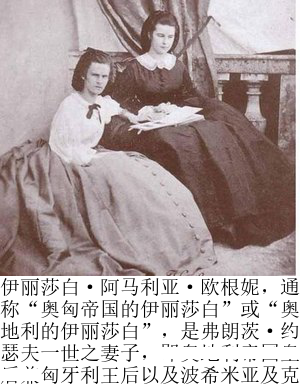 伊丽莎白·阿马利亚·欧根妮，通
称“奥匈帝国的伊丽莎白”或“奥
地利的伊丽莎白”，是弗朗茨·约
瑟夫一世之妻子，
匈牙利王后以及波希米亚及克